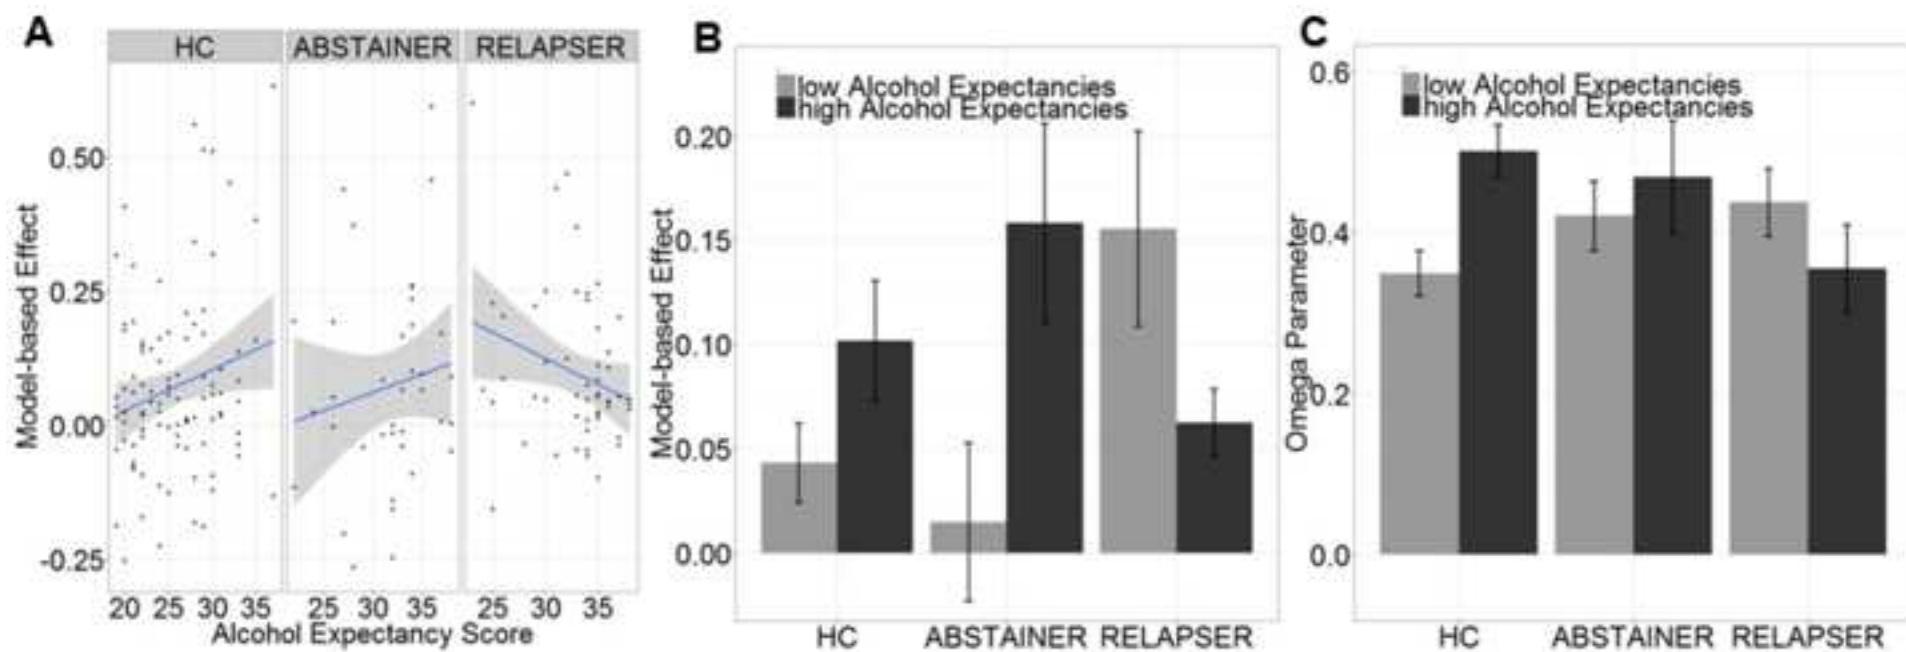 A
HC ABSTAINER RELAPSER
Model-based Effect
0.50
0.25
0.00
-0.25
20 25 30 35 25 30 35 25 30 35
Alcohol Expectancy Score
B
low Alcohol Expectancies
high Alcohol Expectancies
Model-based Effect
0.20
0.15
0.10
0.05
0.00
HC ABSTAINER RELAPSER
C
low Alcohol Expectancies
high Alcohol Expectancies
Omega Parameter
0.6
0.4
0.2
0.0
HC ABSTAINER RELAPSER